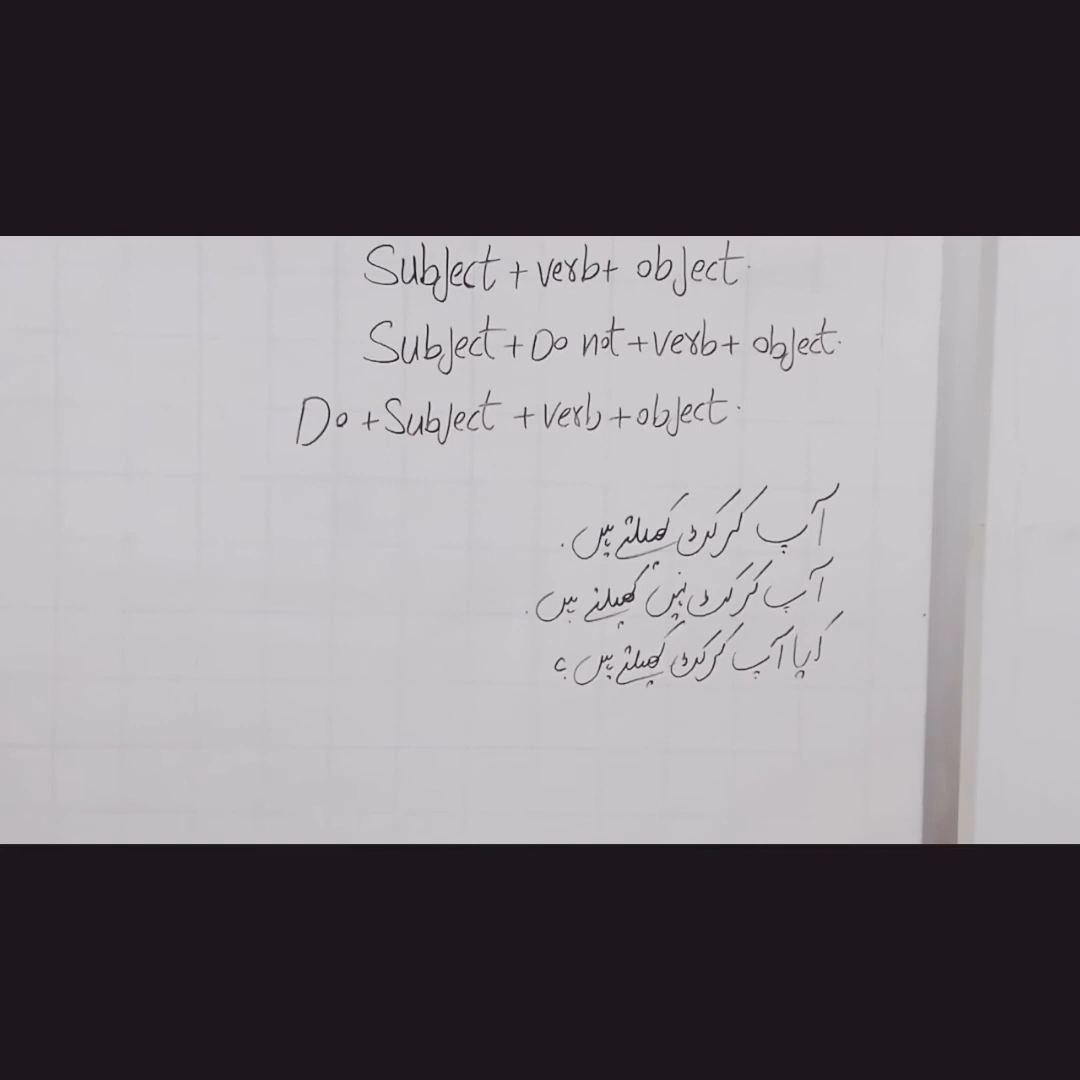 Subject + verb + object.
Subject + Do not + verb + object.
Do + Subject + verb + object.
آپ کرکٹ کھیلتے ہیں.
آپ کرکٹ نہیں کھیلتے ہیں.
کیا آپ کرکٹ کھیلتے ہیں؟